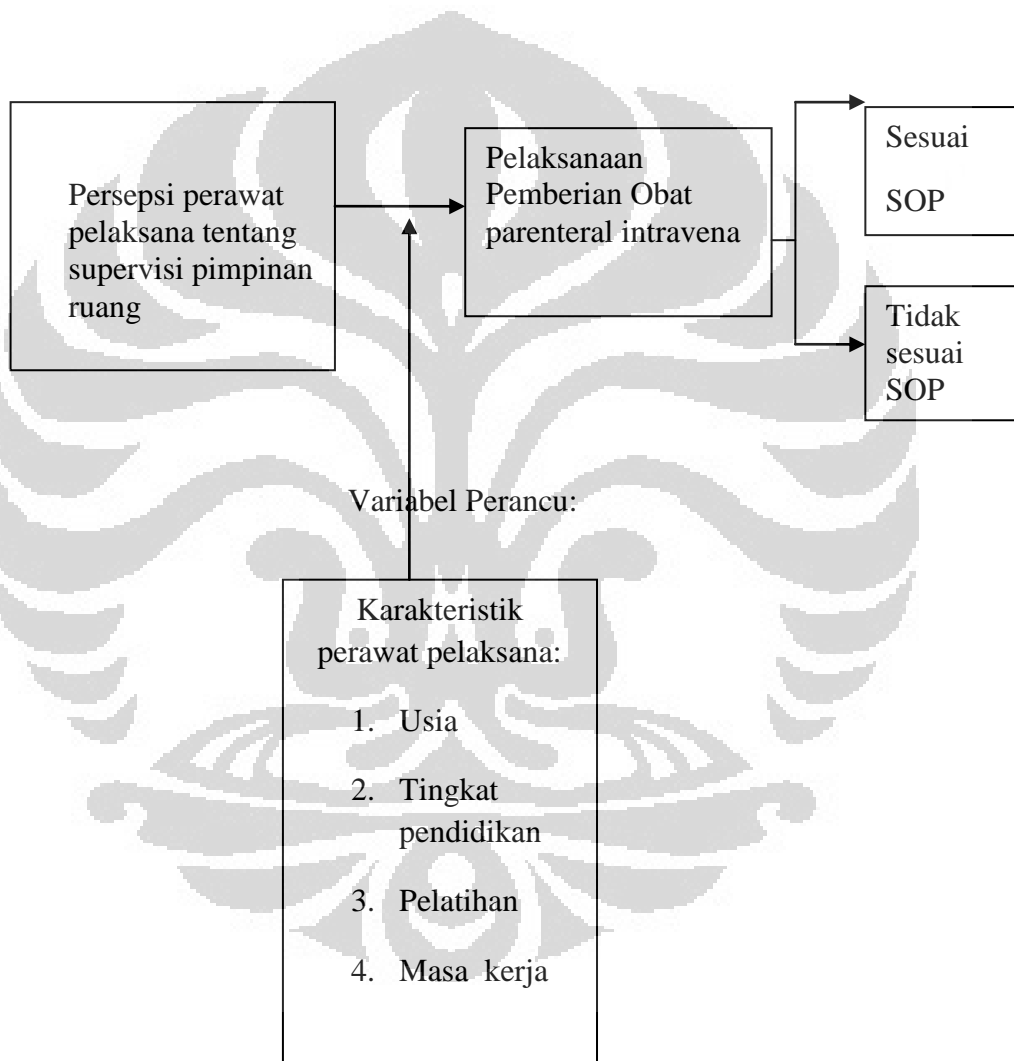 Persepsi perawat
pelaksana tentang
supervisi pimpinan
ruang
Pelaksanaan
Pemberian Obat
parenteral intravena
Sesuai
SOP
Tidak
sesuai
SOP
Variabel Perancu:
Karakteristik
perawat pelaksana:
1. Usia
2. Tingkat
pendidikan
3. Pelatihan
4. Masa kerja